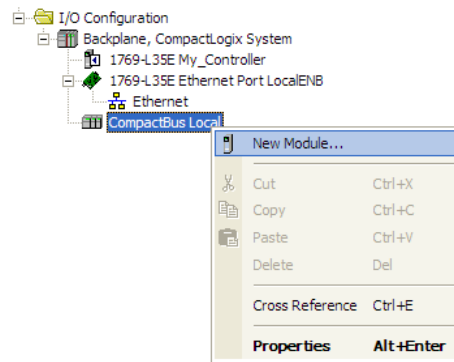 I/O Configuration
Backplane, CompactLogix System
1769-L35E My_Controller
1769-L35E Ethernet Port LocalENB
Ethernet
CompactBus Local
New Module...
Cut Ctrl+X
Copy Ctrl+C
Paste Ctrl+V
Delete Del
Cross Reference Ctrl+E
Properties Alt+Enter